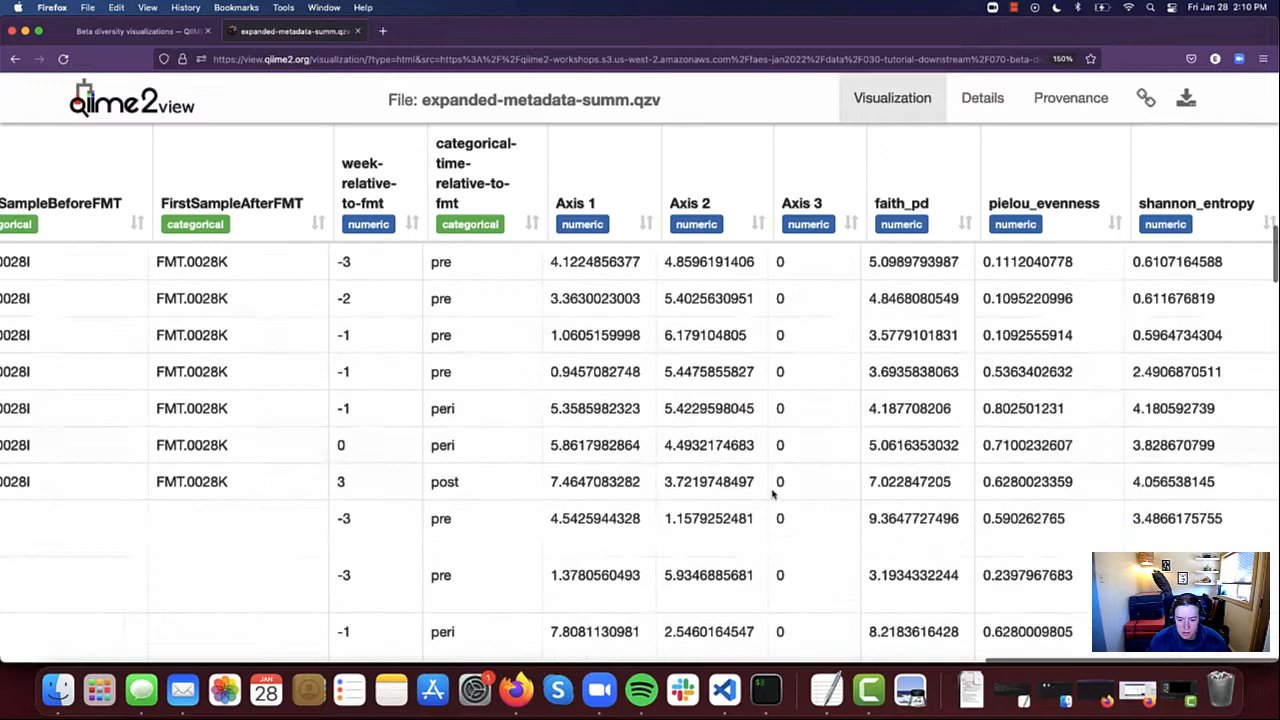 Firefox File Edit View History Bookmarks Tools Window Help Fri Jan 28 2:10 PM
Beta diversity visualizations — QIIM expanded-metadata-summ.qzv
https://view.qiime2.org/visualization/?type=html&src=https%3A%2F%2Fqiime2-workshops.s3.us-west-2.amazonaws.com%2Ffaes-jan2022%2Fdata%2F030-tutorial-downstream%2F070-beta-di 150%
qiime2view File: expanded-metadata-summ.qzv Visualization Details Provenance
SampleBeforeFMT FirstSampleAfterFMT week-relative-to-fmt categorical-time-relative-to-fmt Axis 1 Axis 2 Axis 3 faith_pd pielou_evenness shannon_entropy
gorical categorical numeric categorical numeric numeric numeric numeric numeric numeric
0028I FMT.0028K -3 pre 4.1224856377 4.8596191406 0 5.0989793987 0.1112040778 0.6107164588
0028I FMT.0028K -2 pre 3.3630023003 5.4025630951 0 4.8468080549 0.1095220996 0.611676819
0028I FMT.0028K -1 pre 1.0605159998 6.179104805 0 3.5779101831 0.1092555914 0.5964734304
0028I FMT.0028K -1 pre 0.9457082748 5.4475855827 0 3.6935838063 0.5363402632 2.4906870511
0028I FMT.0028K -1 peri 5.3585982323 5.4229598045 0 4.187708206 0.802501231 4.180592739
0028I FMT.0028K 0 peri 5.8617982864 4.4932174683 0 5.0616353032 0.7100232607 3.828670799
0028I FMT.0028K 3 post 7.4647083282 3.7219748497 0 7.022847205 0.6280023359 4.056538145
-3 pre 4.5425944328 1.1579252481 0 9.3647727496 0.590262765 3.4866175755
-3 pre 1.3780560493 5.9346885681 0 3.1934332244 0.2397967683
-1 peri 7.8081130981 2.5460164547 0 8.2183616428 0.6280009805
JAN
28
1